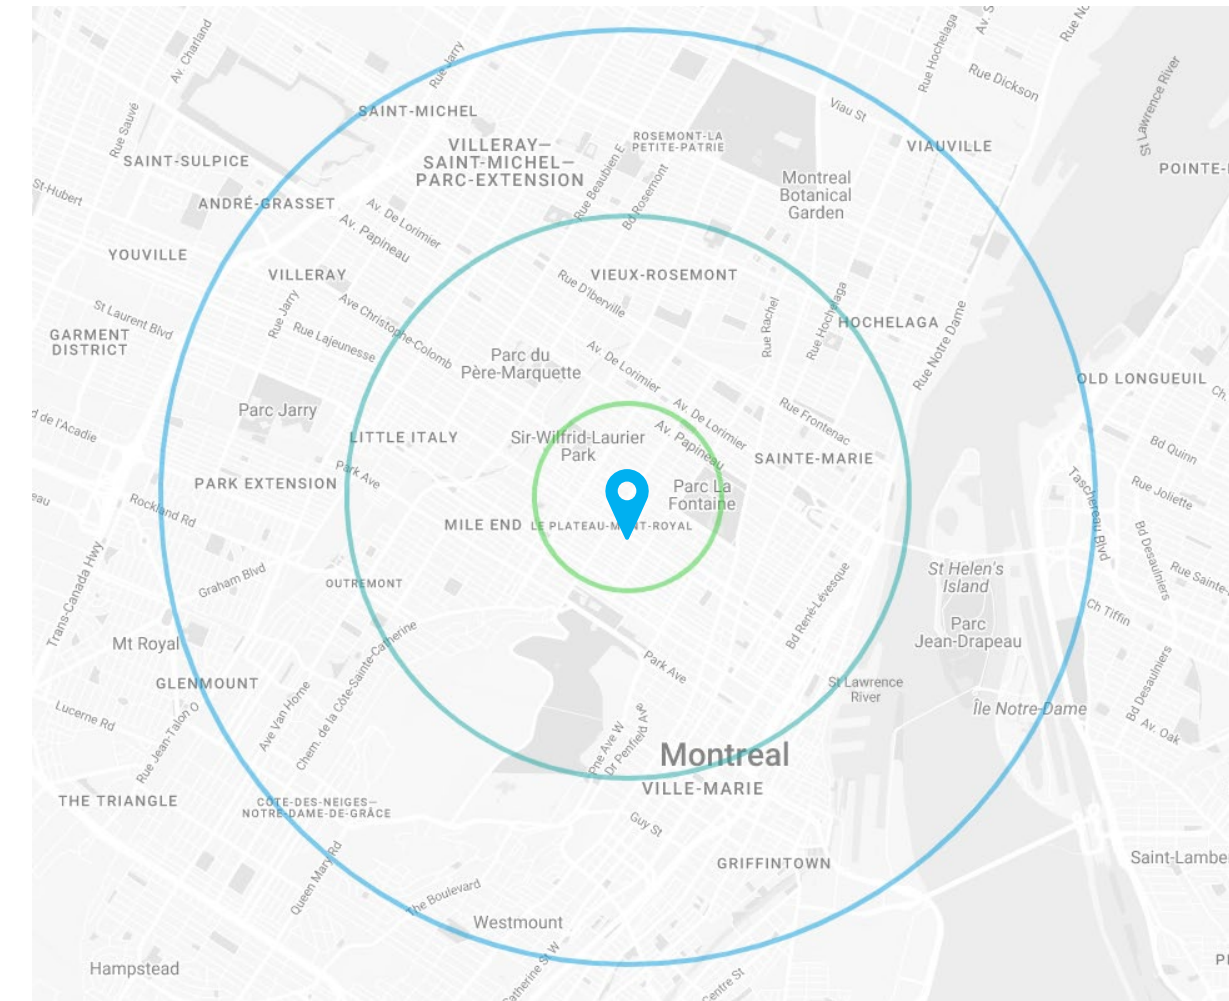 Av. Charland
Rue Jarry
Rue Hochelaga
Rue Dickson
St Lawrence River
Rue Sauvé
SAINT-MICHEL
Viau St
VILLERAY—
SAINT-MICHEL—
PARC-EXTENSION
ROSEMONT-LA
PETITE-PATRIE
VIAUVILLE
SAINT-SULPICE
POINTE-
St-Hubert
ANDRÉ-GRASSET
Av. De Lorimier
Av. Papineau
Rue Beaubien E
Bd Rosemont
Montreal
Botanical
Garden
YOUVILLE
VILLERAY
VIEUX-ROSEMONT
Rue D'Iberville
St Laurent Blvd
Rue Jarry
Ave Christophe-Colomb
Rue Lajeunesse
Rue Rachel
Rue Hochelaga
HOCHELAGA
Rue Notre Dame
GARMENT
DISTRICT
Parc du
Père-Marquette
Av. De Lorimier
OLD LONGUEUIL
Ch.
Parc Jarry
d de l'Acadie
LITTLE ITALY
Sir-Wilfrid-Laurier
Park
Av. De Lorimier
Av. Papineau
Rue Frontenac
SAINTE-MARIE
Bd Quinn
PARK EXTENSION
Park Ave
Parc La
Fontaine
Taschereau Blvd
Rue Joliette
eau
Rockland Rd
MILE END
LE PLATEAU-M NT-ROYAL
Bd Desaulniers
Trans-Canada Hwy
Graham Blvd
OUTREMONT
Bd René-Lévesque
St Helen's
Island
Rue Sainte-
Parc
Jean-Drapeau
Ch Tiffin
Mt Royal
Chem. de la Côte-Sainte-Catherine
Park Ave
GLENMOUNT
St Lawrence
River
Île Notre-Dame
Bd Desaulniers
Av. Oak
Lucerne Rd
Rue Jean-Talon O
Ave Van Horne
Pine Ave W
Dr Penfield Ave
Montreal
VILLE-MARIE
THE TRIANGLE
CÔTE-DES-NEIGES—
NOTRE-DAME-DE-GRÂCE
Guy St
GRIFFINTOWN
Saint-Lambe
Queen Mary Rd
The Boulevard
Westmount
Hampstead
Catherine St W
Centre St